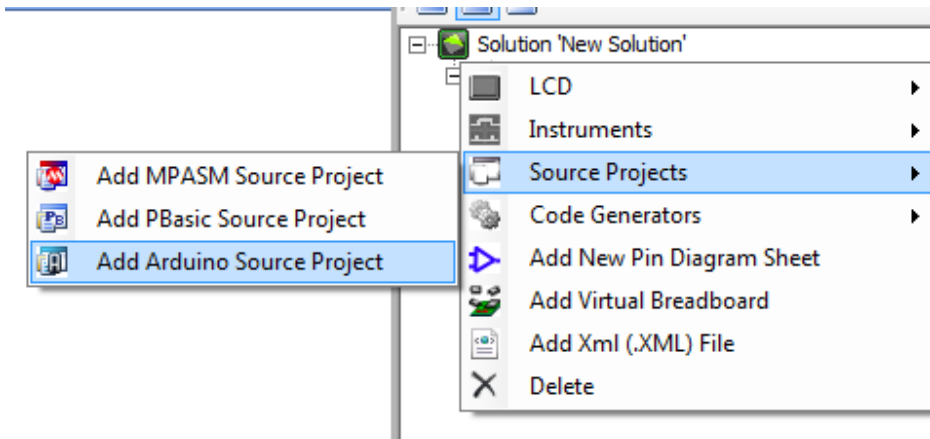 Solution 'New Solution'
LCD
Instruments
Source Projects
Code Generators
Add New Pin Diagram Sheet
Add Virtual Breadboard
Add Xml (.XML) File
Delete
Add MPASM Source Project
Add PBasic Source Project
Add Arduino Source Project